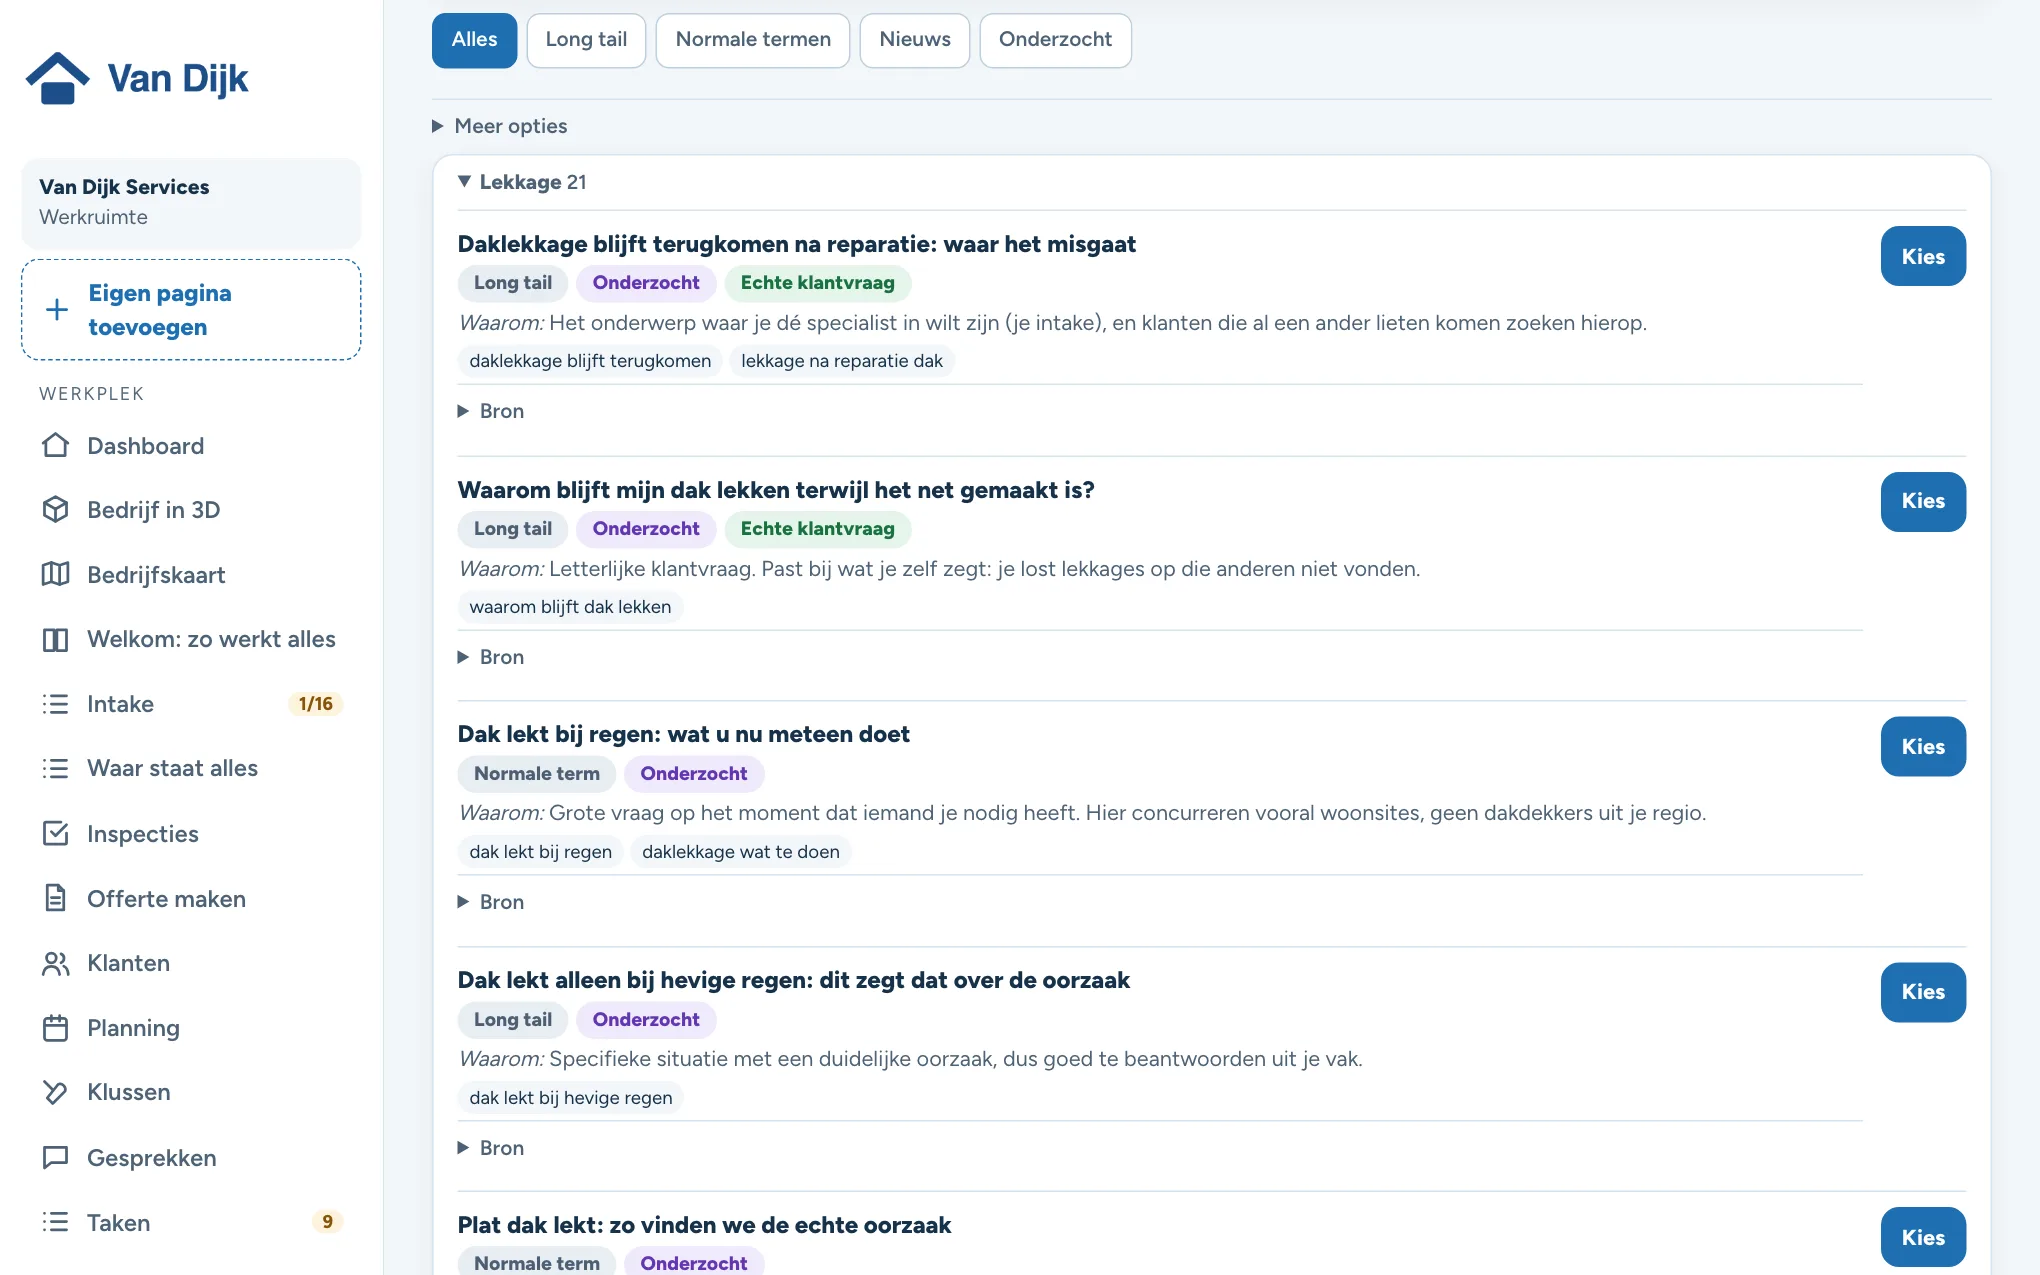 Van Dijk
Van Dijk Services
Werkruimte
Eigen pagina
toevoegen
WERKPLEK
Dashboard
Bedrijf in 3D
Bedrijfskaart
Welkom: zo werkt alles
Intake 1/16
Waar staat alles
Inspecties
Offerte maken
Klanten
Planning
Klussen
Gesprekken
Taken 9
Alles Long tail Normale termen Nieuws Onderzocht
Meer opties
Lekkage 21
Daklekkage blijft terugkomen na reparatie: waar het misgaat
Kies
Long tail Onderzocht Echte klantvraag
Waarom: Het onderwerp waar je dé specialist in wilt zijn (je intake), en klanten die al een ander lieten komen zoeken hierop.
daklekkage blijft terugkomen lekkage na reparatie dak
Bron
Waarom blijft mijn dak lekken terwijl het net gemaakt is?
Kies
Long tail Onderzocht Echte klantvraag
Waarom: Letterlijke klantvraag. Past bij wat je zelf zegt: je lost lekkages op die anderen niet vonden.
waarom blijft dak lekken
Bron
Dak lekt bij regen: wat u nu meteen doet
Kies
Normale term Onderzocht
Waarom: Grote vraag op het moment dat iemand je nodig heeft. Hier concurreren vooral woonsites, geen dakdekkers uit je regio.
dak lekt bij regen daklekkage wat te doen
Bron
Dak lekt alleen bij hevige regen: dit zegt dat over de oorzaak
Kies
Long tail Onderzocht
Waarom: Specifieke situatie met een duidelijke oorzaak, dus goed te beantwoorden uit je vak.
dak lekt bij hevige regen
Bron
Plat dak lekt: zo vinden we de echte oorzaak
Kies
Normale term Onderzocht